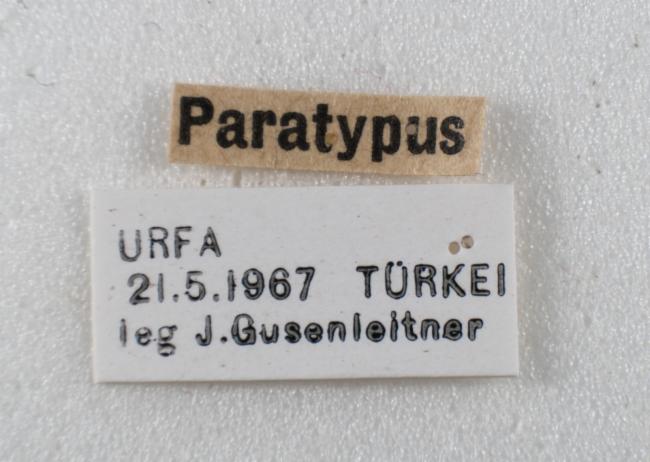 Paratypus
URFA
21.5.1967 TÜRKEI
leg J.Gusenleitner